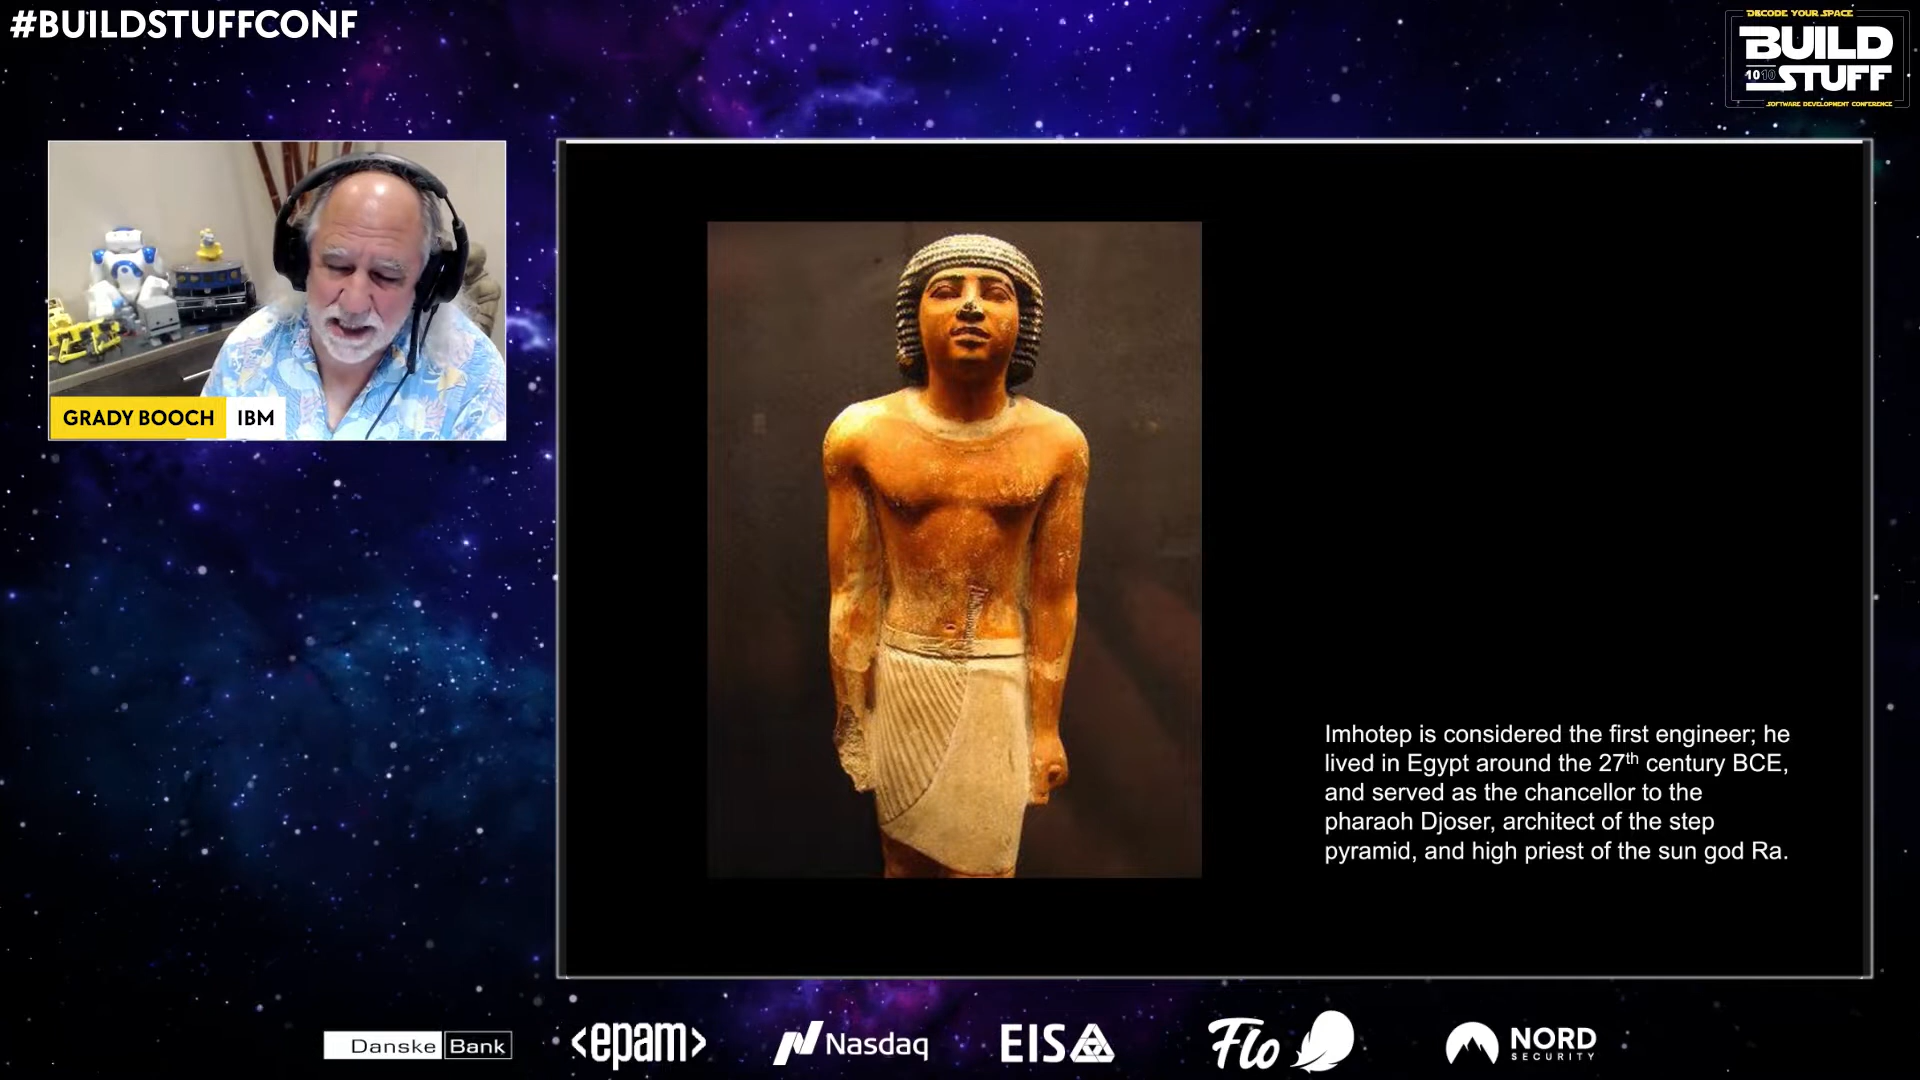 #BUILDSTUFFCONF
DECODE YOUR SPACE
BUILD
1010 STUFF
SOFTWARE DEVELOPMENT CONFERENCE
GRADY BOOCH IBM
Imhotep is considered the first engineer; he
lived in Egypt around the 27th century BCE,
and served as the chancellor to the
pharaoh Djoser, architect of the step
pyramid, and high priest of the sun god Ra.
Danske Bank
<epam>
Nasdaq
EIS
Flo
NORD
SECURITY